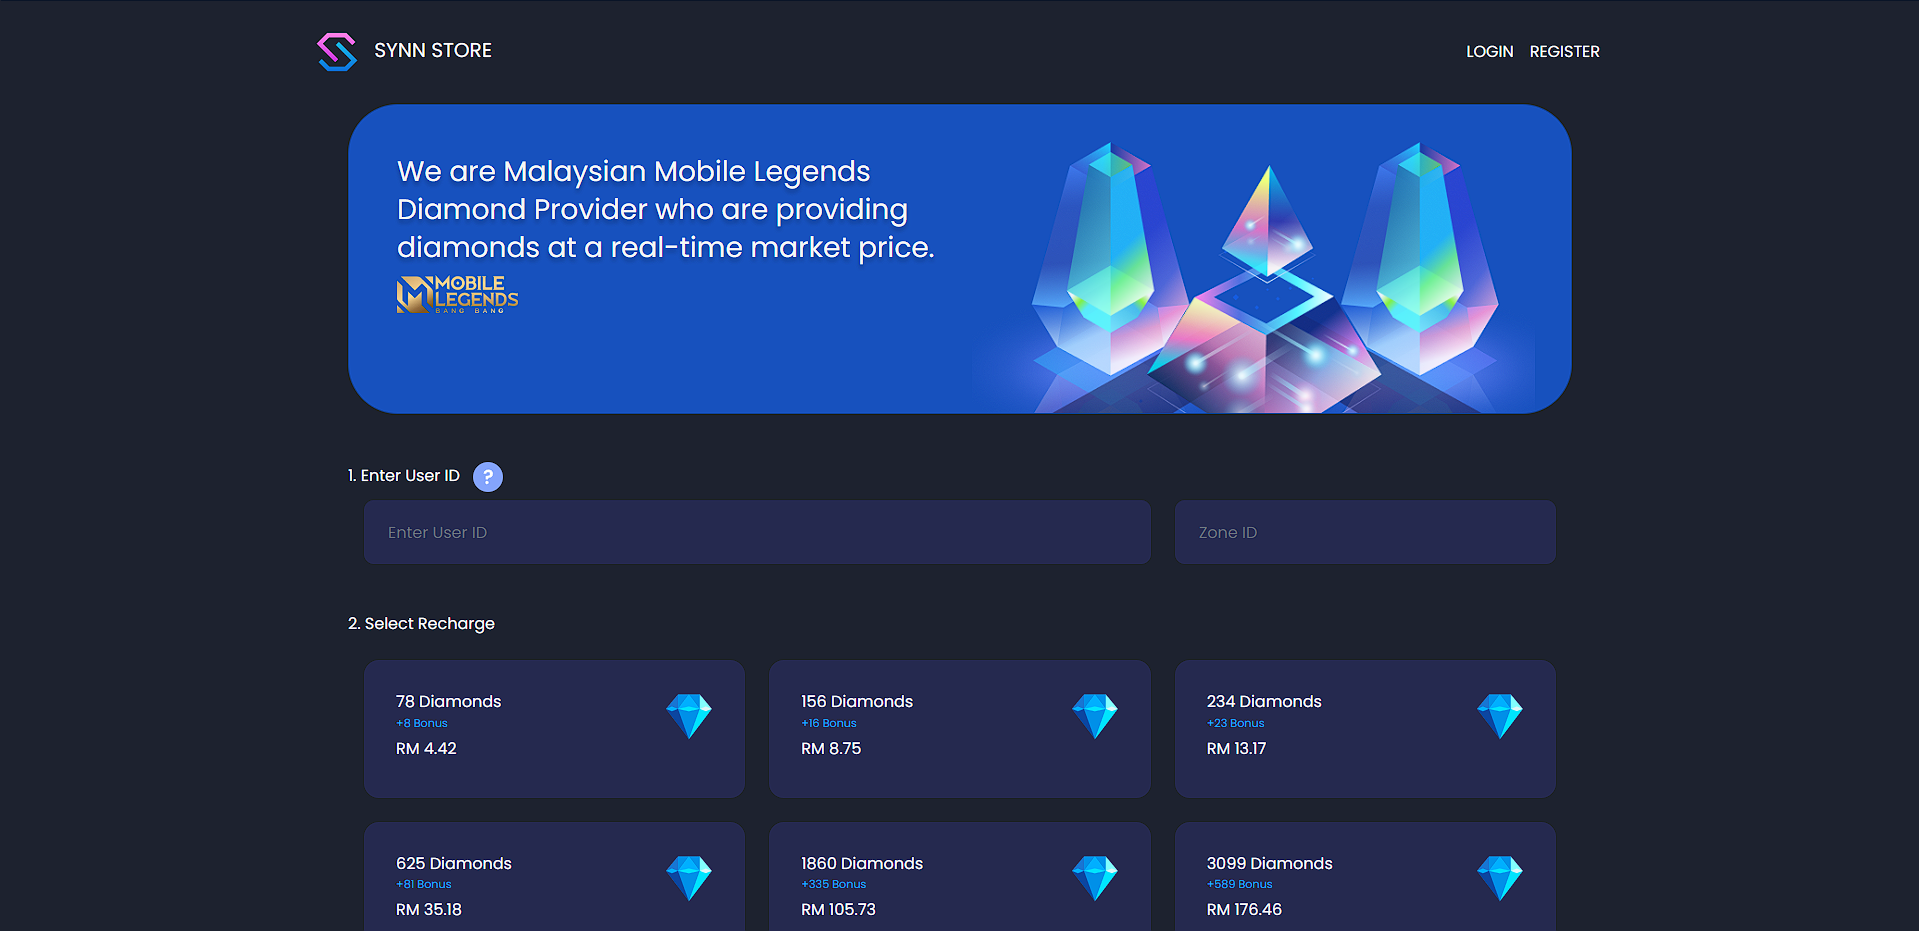 SYNN STORE
LOGIN REGISTER
We are Malaysian Mobile Legends
Diamond Provider who are providing
diamonds at a real-time market price.
MOBILE
LEGENDS
BANG BANG
1. Enter User ID ?
Enter User ID
Zone ID
2. Select Recharge
78 Diamonds
+8 Bonus
RM 4.42
156 Diamonds
+16 Bonus
RM 8.75
234 Diamonds
+23 Bonus
RM 13.17
625 Diamonds
+81 Bonus
RM 35.18
1860 Diamonds
+335 Bonus
RM 105.73
3099 Diamonds
+589 Bonus
RM 176.46